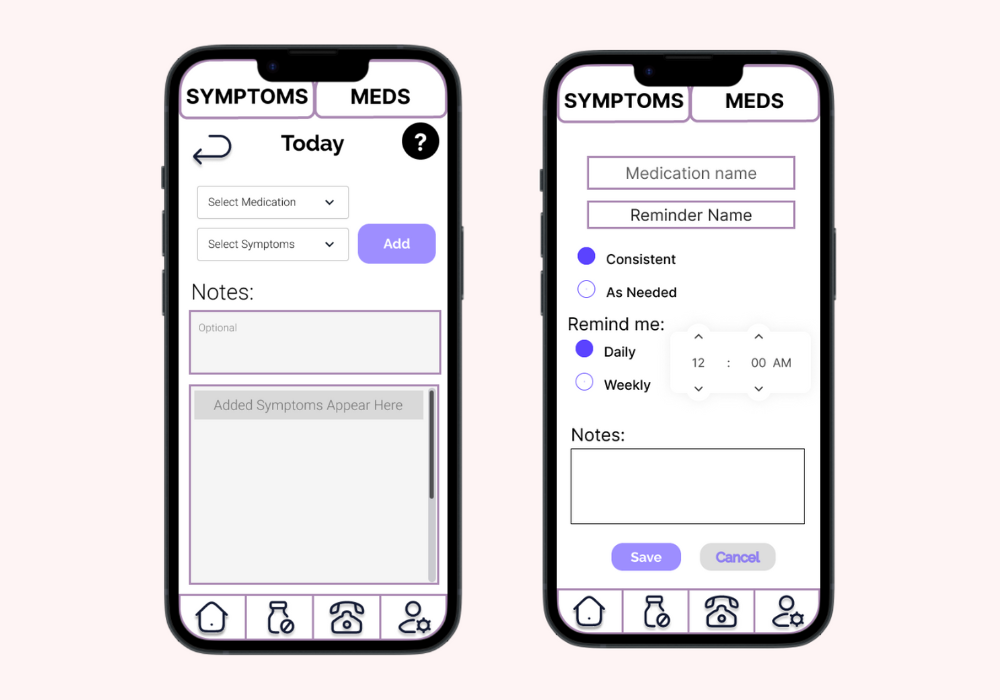 SYMPTOMS MEDS
Today ?
Select Medication
Select Symptoms
Add
Notes:
Optional
Added Symptoms Appear Here
SYMPTOMS MEDS
Medication name
Reminder Name
Consistent
As Needed
Remind me:
Daily
Weekly
12 : 00 AM
Notes:
Save Cancel